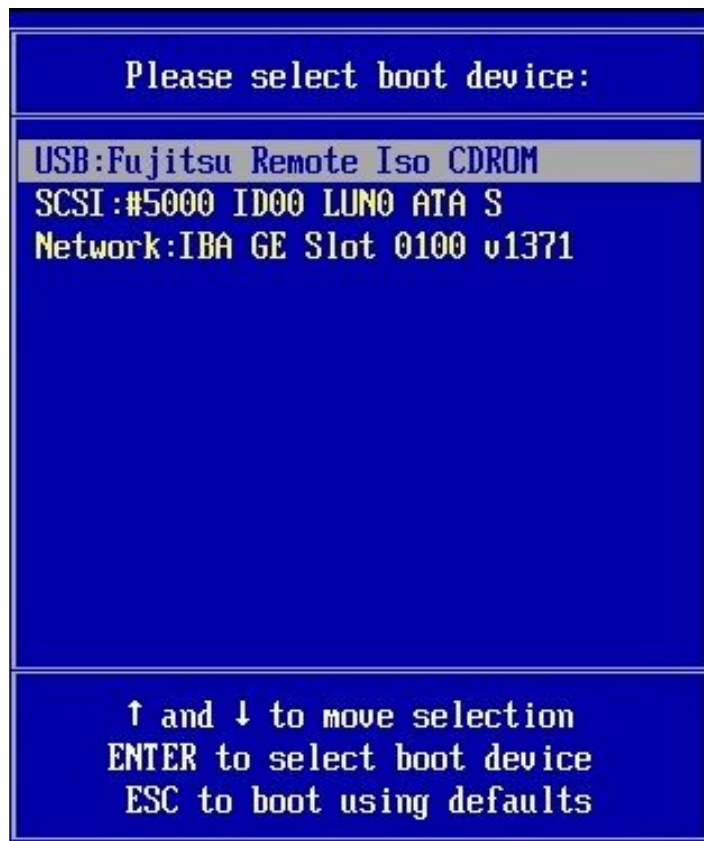 Please select boot device:
USB:Fujitsu Remote Iso CDROM
SCSI:#5000 ID00 LUN0 ATA S
Network:IBA GE Slot 0100 v1371
↑ and ↓ to move selection
ENTER to select boot device
ESC to boot using defaults